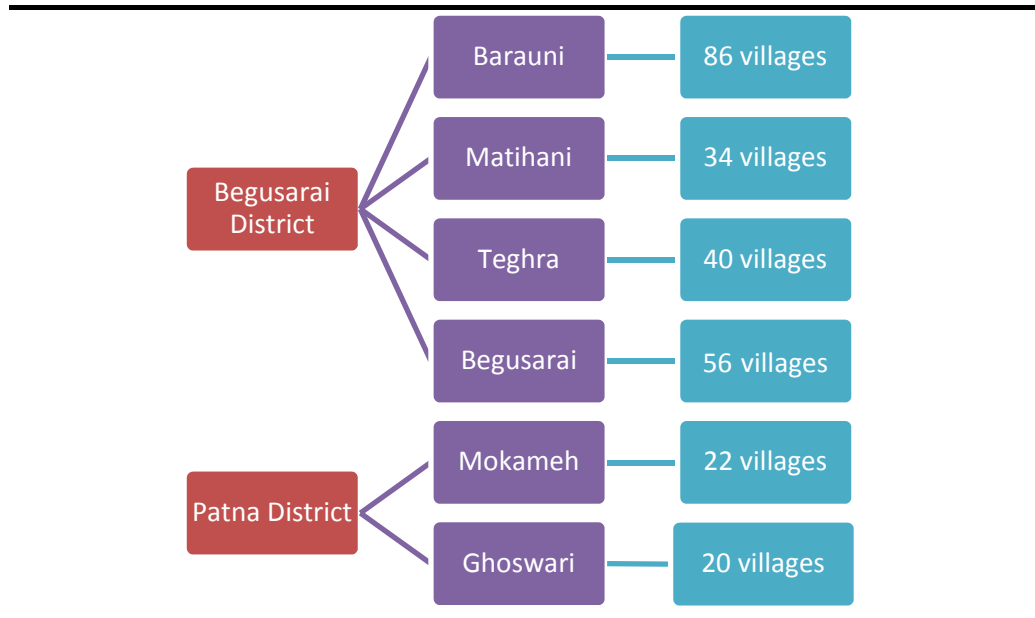 Barauni
86 villages
Matihani
34 villages
Begusarai
District
Teghra
40 villages
Begusarai
56 villages
Mokameh
22 villages
Patna District
Ghoswari
20 villages